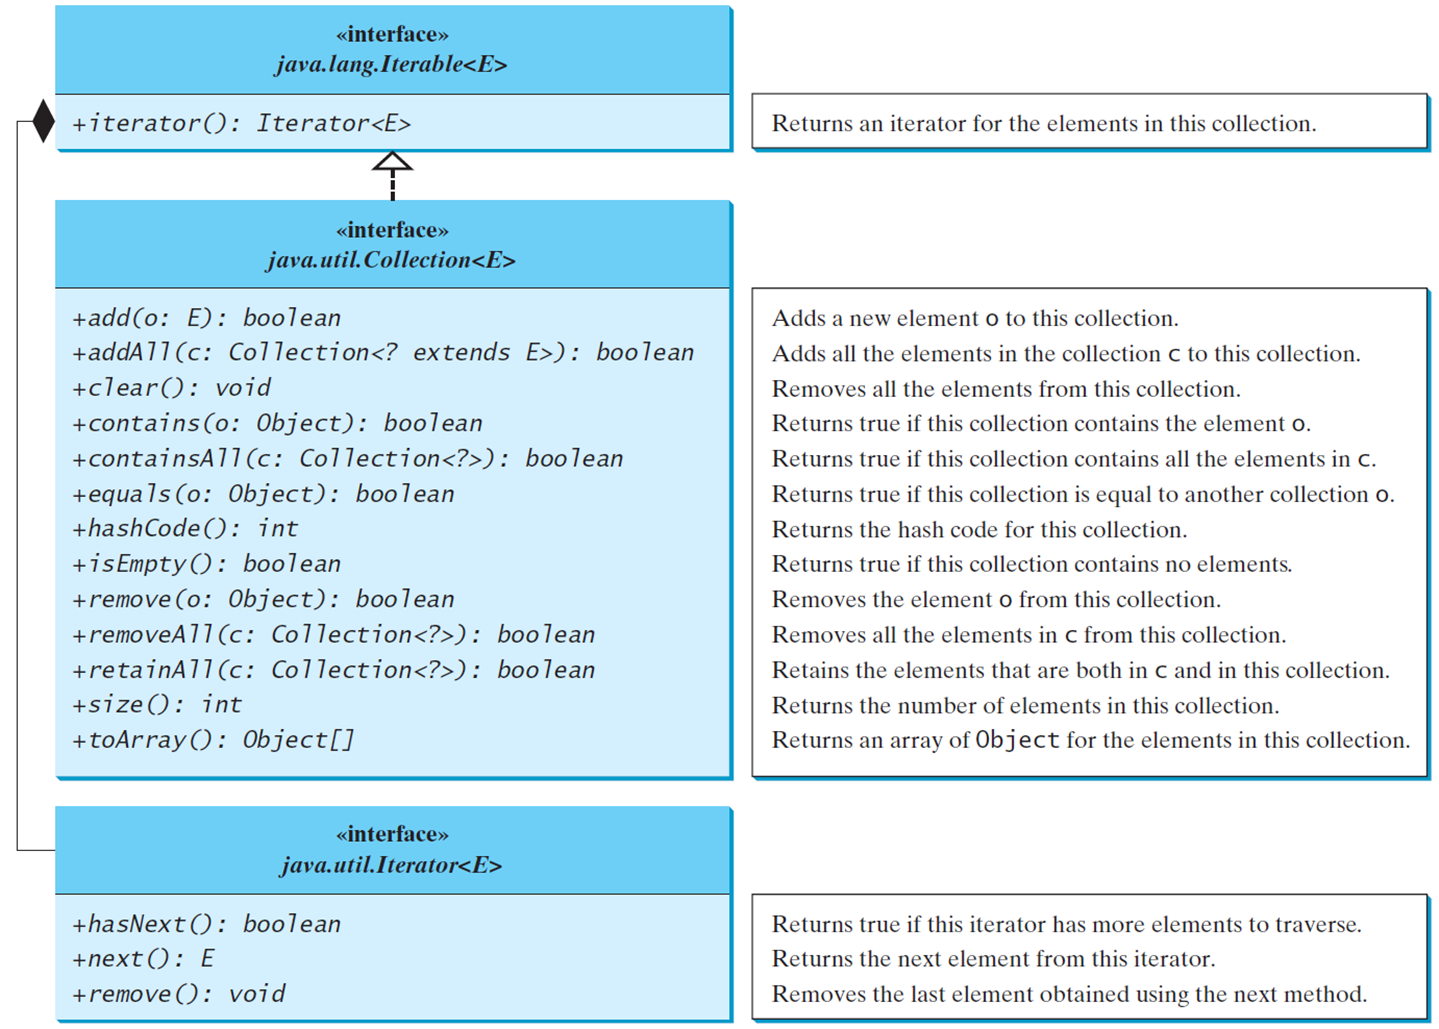 «interface»
java.lang.Iterable<E>
+iterator(): Iterator<E>
Returns an iterator for the elements in this collection.
«interface»
java.util.Collection<E>
+add(o: E): boolean
+addAll(c: Collection<? extends E>): boolean
+clear(): void
+contains(o: Object): boolean
+containsAll(c: Collection<?>): boolean
+equals(o: Object): boolean
+hashCode(): int
+isEmpty(): boolean
+remove(o: Object): boolean
+removeAll(c: Collection<?>): boolean
+retainAll(c: Collection<?>): boolean
+size(): int
+toArray(): Object[]
Adds a new element o to this collection.
Adds all the elements in the collection c to this collection.
Removes all the elements from this collection.
Returns true if this collection contains the element o.
Returns true if this collection contains all the elements in c.
Returns true if this collection is equal to another collection o.
Returns the hash code for this collection.
Returns true if this collection contains no elements.
Removes the element o from this collection.
Removes all the elements in c from this collection.
Retains the elements that are both in c and in this collection.
Returns the number of elements in this collection.
Returns an array of Object for the elements in this collection.
«interface»
java.util.Iterator<E>
+hasNext(): boolean
+next(): E
+remove(): void
Returns true if this iterator has more elements to traverse.
Returns the next element from this iterator.
Removes the last element obtained using the next method.